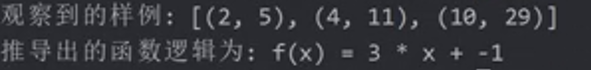 观察到的样例: [(2, 5), (4, 11), (10, 29)]
推导出的函数逻辑为: f(x) = 3 * x + -1